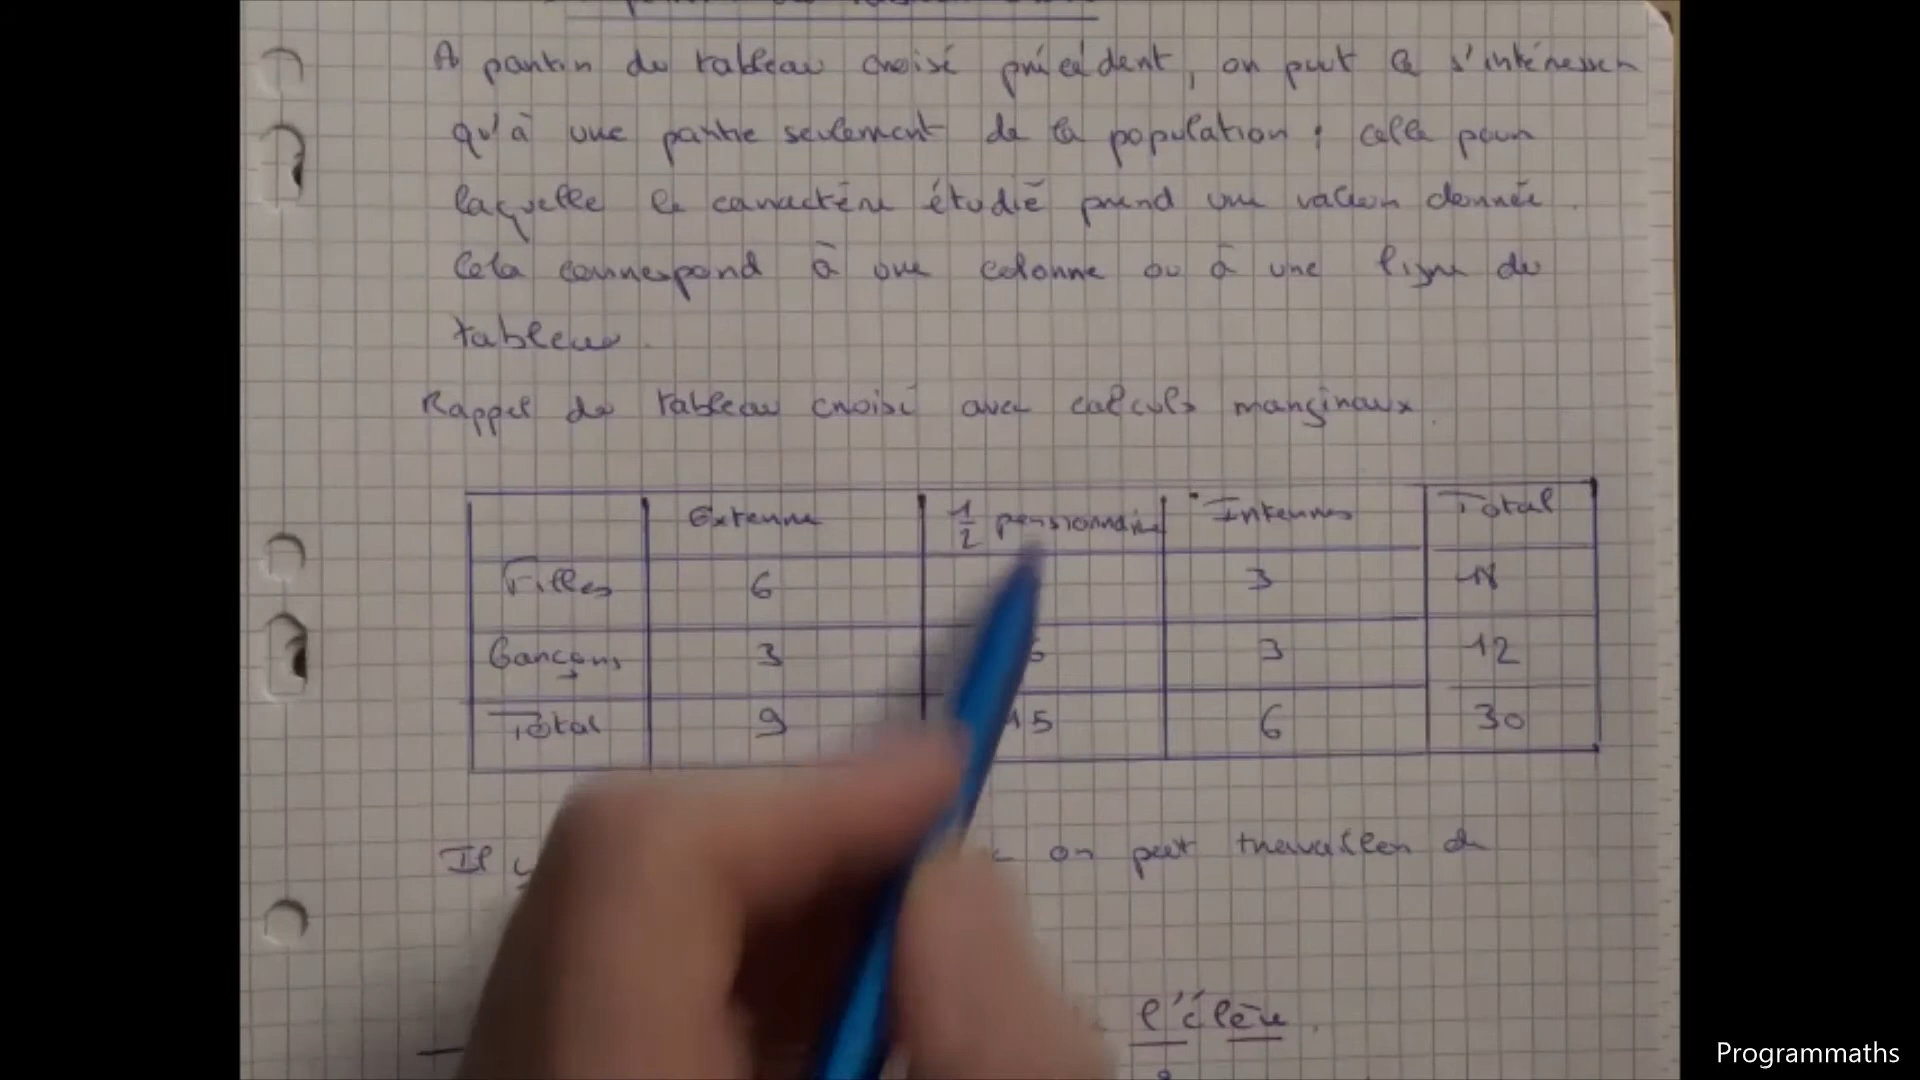 A partir du tableau croisé précédent, on peut ne s'intéresser
qu'à une partie seulement de la population ; celle pour
laquelle le caractère étudié prend une valeur donnée.
Cela correspond à une colonne ou à une ligne du
tableau.
Rappel du tableau croisé avec calculs marginaux.
Externe 1/2 pensionnaire Internes Total
Filles 6 3 18
Garçons 3 6 3 12
Total 9 15 6 30
Il y on peut travailler
l'élève.
Programmaths